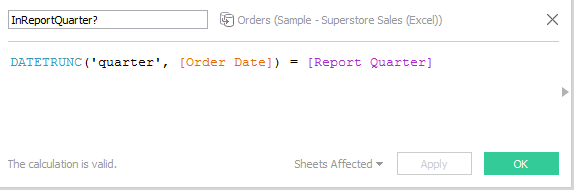 InReportQuarter?
Orders (Sample - Superstore Sales (Excel))
DATETRUNC('quarter', [Order Date]) = [Report Quarter]
The calculation is valid.
Sheets Affected
Apply
OK